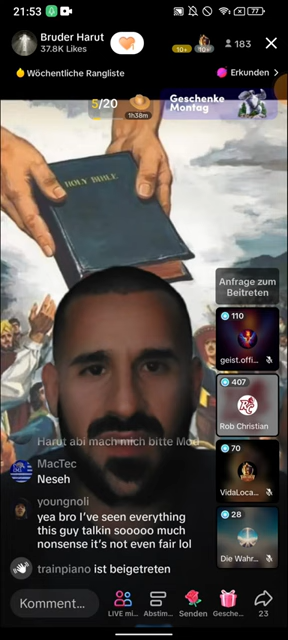 21:53
77
Bruder Harut
37.8K Likes
10+
10+
183
Wöchentliche Rangliste
Erkunden
5/20
1h38m
Geschenke
Montag
HOLY BIBLE
Anfrage zum
Beitreten
110
geist.offi...
407
Rob Christian
70
VidaLoca...
28
Die Wahr...
Harut abi mach mich bitte Mod
MacTec
Neseh
youngnoli
yea bro I've seen everything
this guy talkin sooooo much
nonsense it's not even fair lol
trainpiano ist beigetreten
Komment...
LIVE mi...
Abstim...
Senden
Gesche...
23